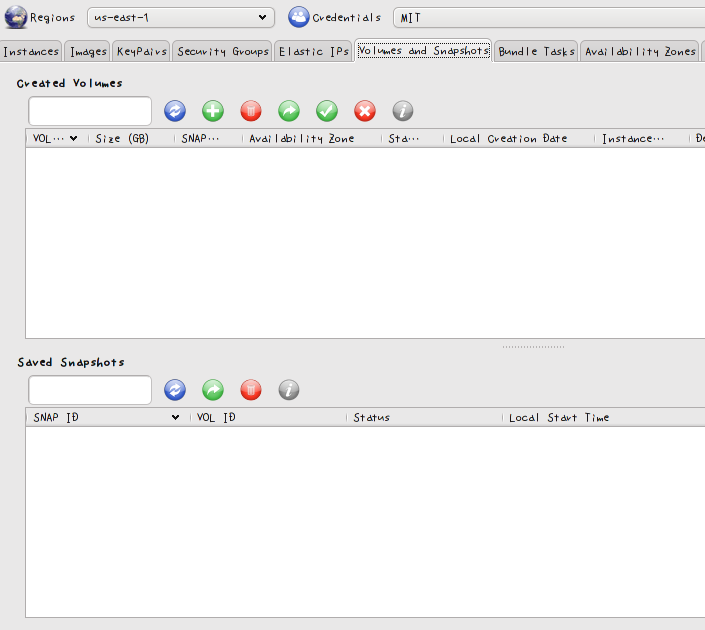 Regions us-east-1 Credentials MIT
Instances Images KeyPairs Security Groups Elastic IPs Volumes and Snapshots Bundle Tasks Availability Zones
Created Volumes
VOL... Size (GB) SNAP... Availability Zone Sta... Local Creation Date Instance... De
Saved Snapshots
SNAP ID VOL ID Status Local Start Time